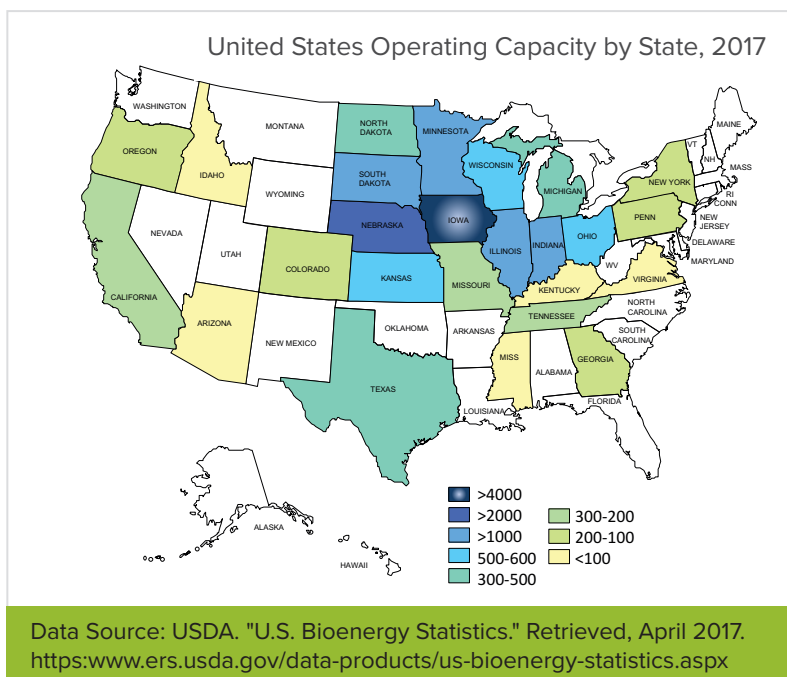 United States Operating Capacity by State, 2017
WASHINGTON
MONTANA
NORTH
DAKOTA
MINNESOTA
MAINE
OREGON
IDAHO
WYOMING
SOUTH
DAKOTA
WISCONSIN
MICHIGAN
VT
NH
MASS
NEW YORK
RI
CONN
NEVADA
UTAH
COLORADO
NEBRASKA
IOWA
ILLINOIS
INDIANA
OHIO
PENN
NEW
JERSEY
DELAWARE
MARYLAND
CALIFORNIA
KANSAS
MISSOURI
KENTUCKY
WV
VIRGINIA
ARIZONA
NEW MEXICO
OKLAHOMA
ARKANSAS
TENNESSEE
NORTH
CAROLINA
SOUTH
CAROLINA
TEXAS
LOUISIANA
MISS
ALABAMA
GEORGIA
FLORIDA
ALASKA
HAWAII
>4000
>2000
>1000
500-600
300-500
300-200
200-100
<100
Data Source: USDA. "U.S. Bioenergy Statistics." Retrieved, April 2017.
https:www.ers.usda.gov/data-products/us-bioenergy-statistics.aspx